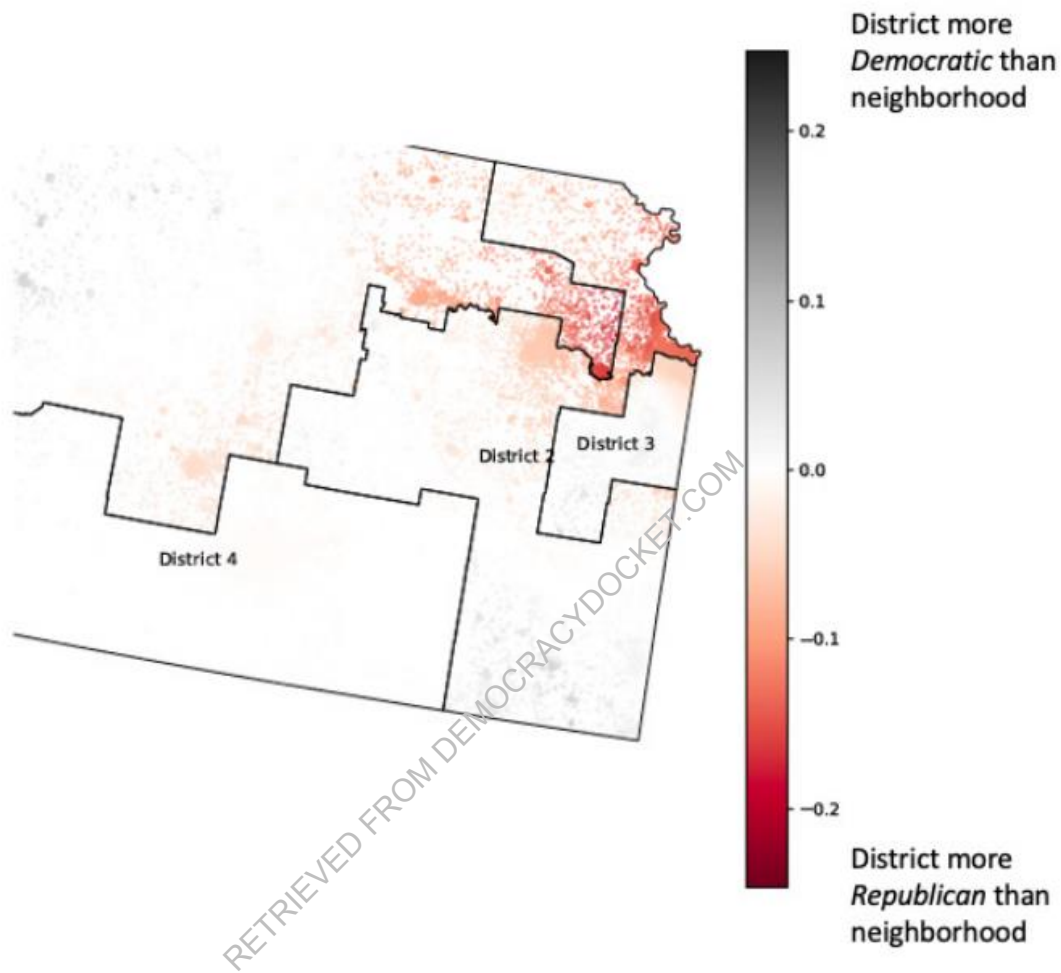 District more
Democratic than
neighborhood
0.2
0.1
0.0
−0.1
−0.2
District more
Republican than
neighborhood
District 2
District 3
District 4
RETRIEVED FROM DEMOCRACYDOCKET.COM